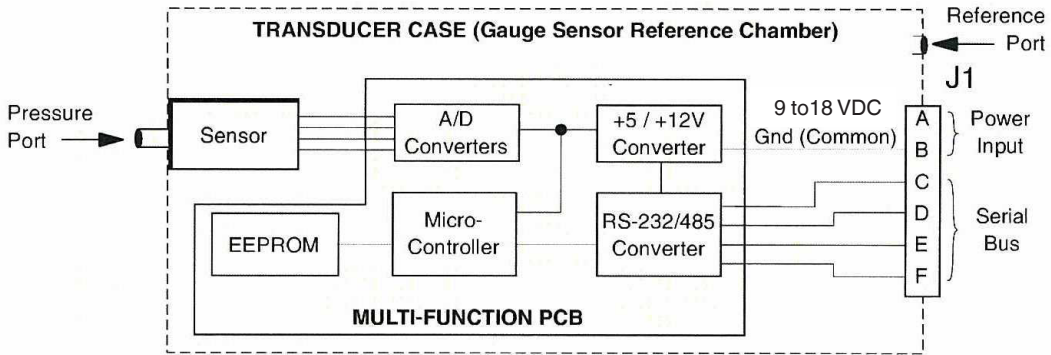 TRANSDUCER CASE (Gauge Sensor Reference Chamber)
Reference
Port
J1
Pressure
Port
Sensor
A/D
Converters
+5 / +12V
Converter
9 to18 VDC
Gnd (Common)
A
B
C
D
E
F
Power
Input
Serial
Bus
EEPROM
Micro-
Controller
RS-232/485
Converter
MULTI-FUNCTION PCB